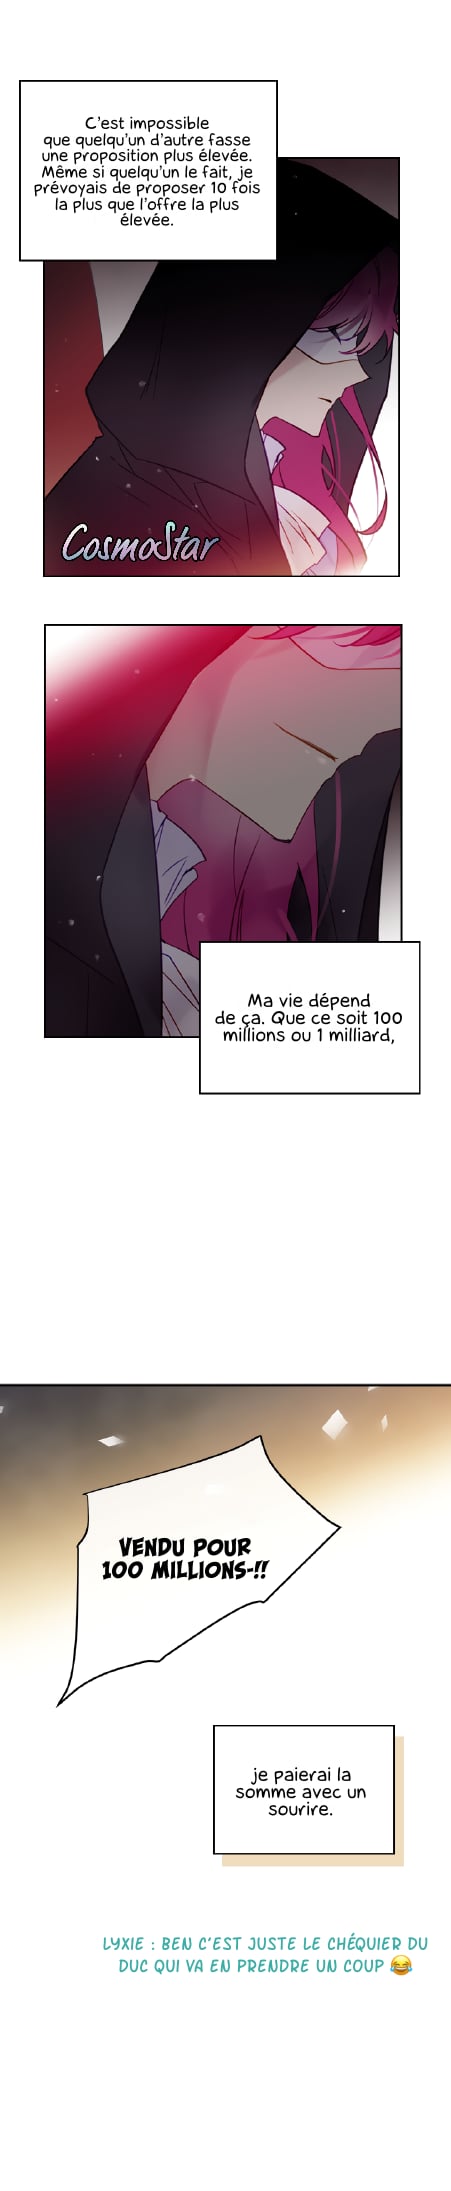 C'est impossible
que quelqu'un d'autre fasse
une proposition plus élevée.
Même si quelqu'un le fait, je
prévoyais de proposer 10 fois
la plus que l'offre la plus
élevée.
CosmoStar
Ma vie dépend
de ça. Que ce soit 100
millions ou 1 milliard,
VENDU POUR
100 MILLIONS-!!
je paierai la
somme avec un
sourire.
LYXIE : BEN C'EST JUSTE LE CHÉQUIER DU
DUC QUI VA EN PRENDRE UN COUP 😂